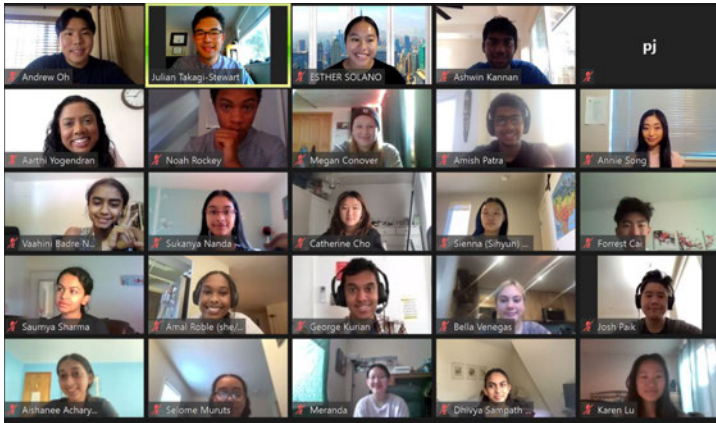 Andrew Oh
Julian Takagi-Stewart
ESTHER SOLANO
Ashwin Kannan
pj
Aarthi Yogendran
Noah Rockey
Megan Conover
Amish Patra
Annie Song
Vaahini Badre N...
Sukanya Nanda
Catherine Cho
Sienna (Sihyun) ...
Forrest Cai
Saumya Sharma
Amal Roble (she/...
George Kurian
Bella Venegas
Josh Paik
Aishanee Achary...
Selome Muruts
Meranda
Dhivya Sampath ...
Karen Lu